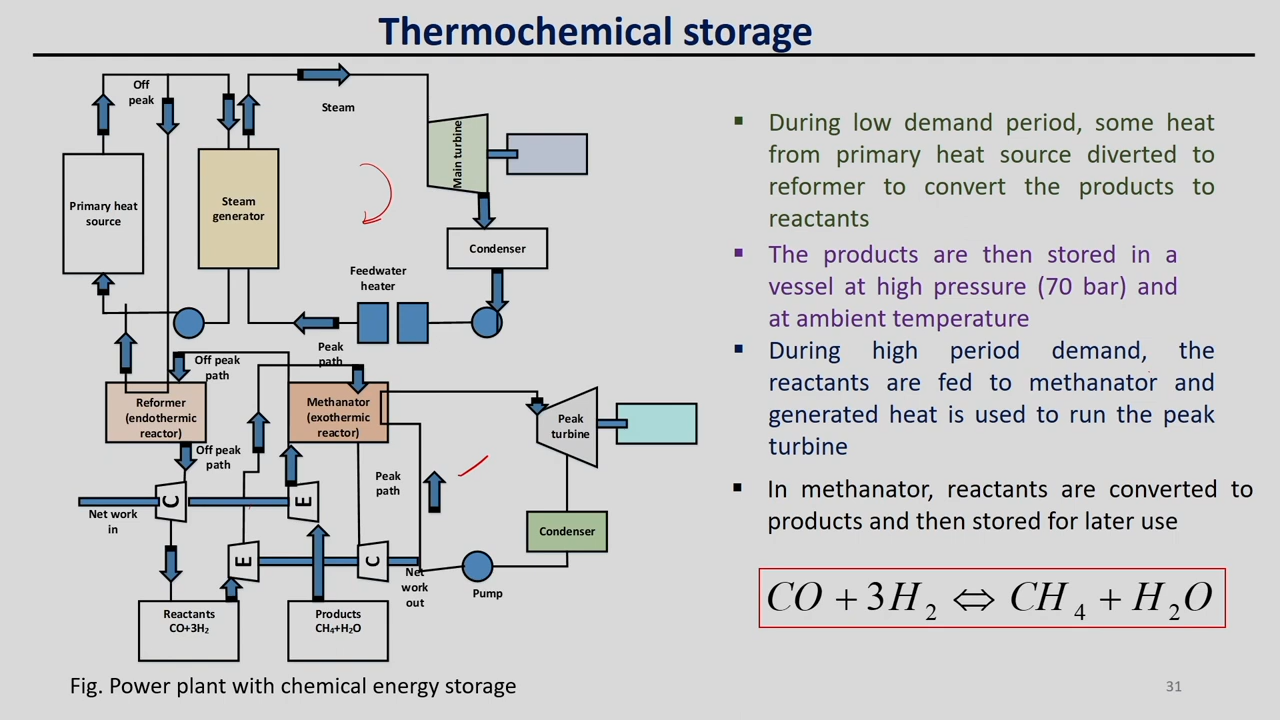 Thermochemical storage
Off
peak
Steam
Main turbine
Primary heat
source
Steam
generator
Condenser
Feedwater
heater
Peak
path
Off peak
path
Reformer
(endothermic
reactor)
Methanator
(exothermic
reactor)
Peak
turbine
Off peak
path
Peak
path
C
E
Net work
in
E
C
Condenser
Net
work
out
Pump
Reactants
CO+3H₂
Products
CH₄+H₂O
Fig. Power plant with chemical energy storage
▪ During low demand period, some heat
from primary heat source diverted to
reformer to convert the products to
reactants
▪ The products are then stored in a
vessel at high pressure (70 bar) and
at ambient temperature
▪ During high period demand, the
reactants are fed to methanator and
generated heat is used to run the peak
turbine
▪ In methanator, reactants are converted to
products and then stored for later use
CO + 3H₂ ⇔ CH₄ + H₂O
31